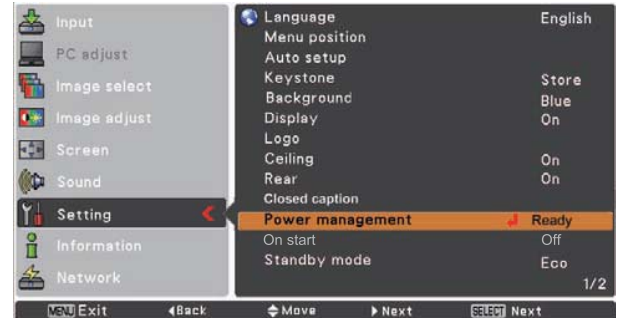 Input
PC adjust
Image select
Image adjust
Screen
Sound
Setting
Information
Network
Language English
Menu position
Auto setup
Keystone Store
Background Blue
Display On
Logo
Ceiling On
Rear On
Closed caption
Power management Ready
On start Off
Standby mode Eco
1/2
MENU Exit Back Move Next SELECT Next